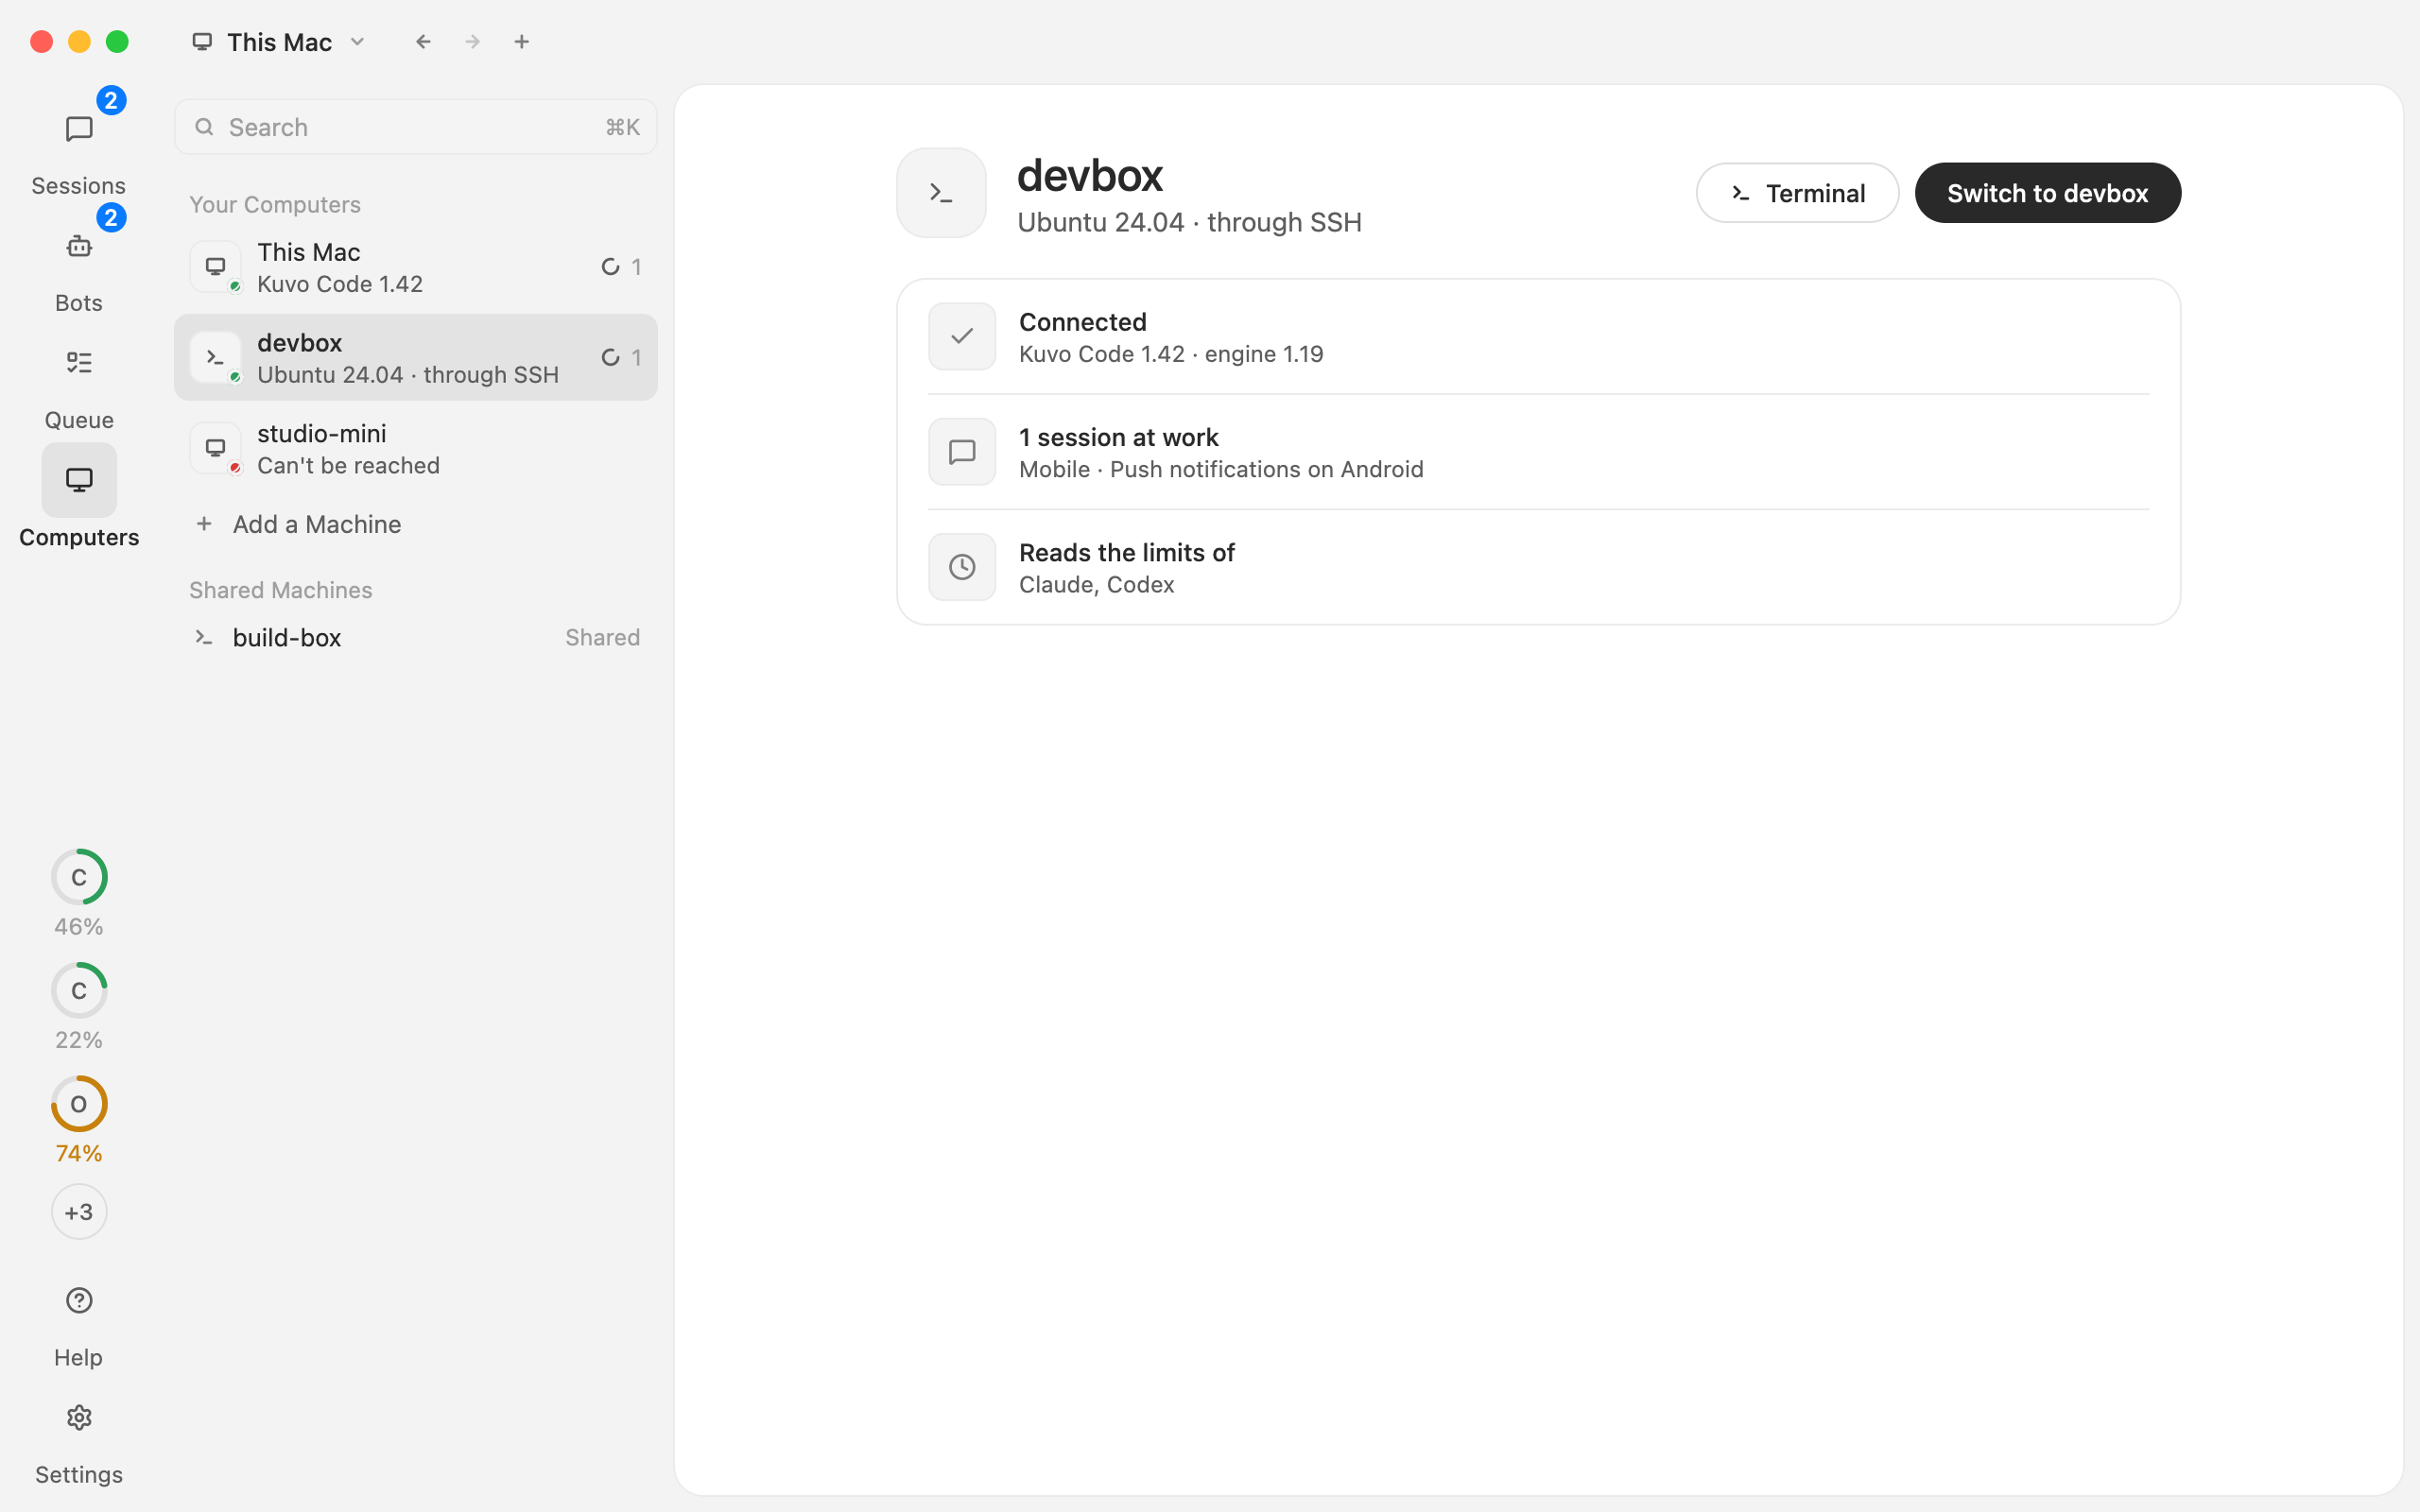 This Mac
2
Sessions
2
Bots
Queue
Computers
C
46%
C
22%
O
74%
+3
Help
Settings
Search ⌘K
Your Computers
This Mac
Kuvo Code 1.42
1
devbox
Ubuntu 24.04 · through SSH
1
studio-mini
Can't be reached
Add a Machine
Shared Machines
build-box Shared
devbox
Ubuntu 24.04 · through SSH
Terminal
Switch to devbox
Connected
Kuvo Code 1.42 · engine 1.19
1 session at work
Mobile · Push notifications on Android
Reads the limits of
Claude, Codex